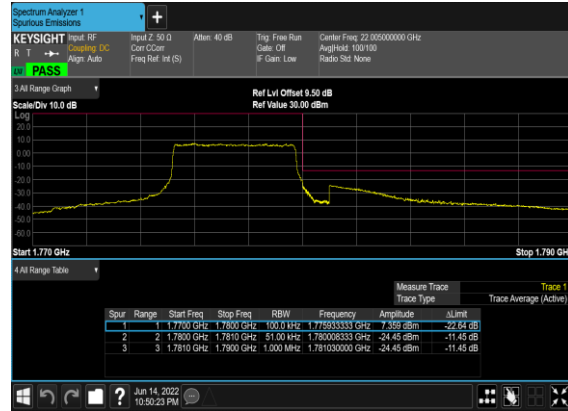 Spectrum Analyzer 1
Spurious Emissions
+
KEYSIGHT Input: RF Input Z: 50 Ω Atten: 40 dB Trig: Free Run Center Freq: 22.005000000 GHz
R T Coupling: DC Corr CCorr Gate: Off Avg|Hold: 100/100
Align: Auto Freq Ref: Int (S) IF Gain: Low Radio Std: None
LM PASS
3 All Range Graph
Ref Lvl Offset 9.50 dB
Scale/Div 10.0 dB Ref Value 30.00 dBm
Log
20.0
10.0
0.00
-10.0
-20.0
-30.0
-40.0
-50.0
-60.0
Start 1.770 GHz Stop 1.790 GH
4 All Range Table
Measure Trace Trace 1
Trace Type Trace Average (Active)
Spur Range Start Freq Stop Freq RBW Frequency Amplitude ΔLimit
1 1 1.7700 GHz 1.7800 GHz 100.0 kHz 1.775933333 GHz 7.359 dBm -22.64 dB
2 2 1.7800 GHz 1.7810 GHz 51.00 kHz 1.780008333 GHz -24.45 dBm -11.45 dB
3 3 1.7810 GHz 1.7900 GHz 1.000 MHz 1.781030000 GHz -24.45 dBm -11.45 dB
? Jun 14, 2022
10:50:23 PM